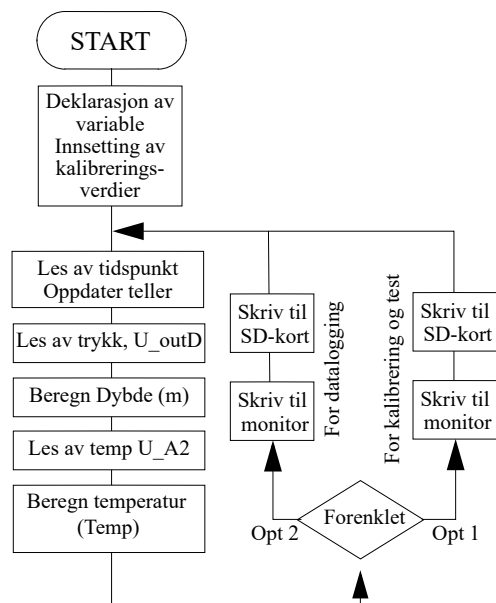 START
Deklarasjon av
variable
Innsetting av
kalibrerings-
verdier
Les av tidspunkt
Oppdater teller
Les av trykk, U_outD
Beregn Dybde (m)
Les av temp U_A2
Beregn temperatur
(Temp)
Skriv til
SD-kort
Skriv til
monitor
For datalogging
For kalibrering og test
Skriv til
SD-kort
Skriv til
monitor
Forenklet
Opt 2
Opt 1